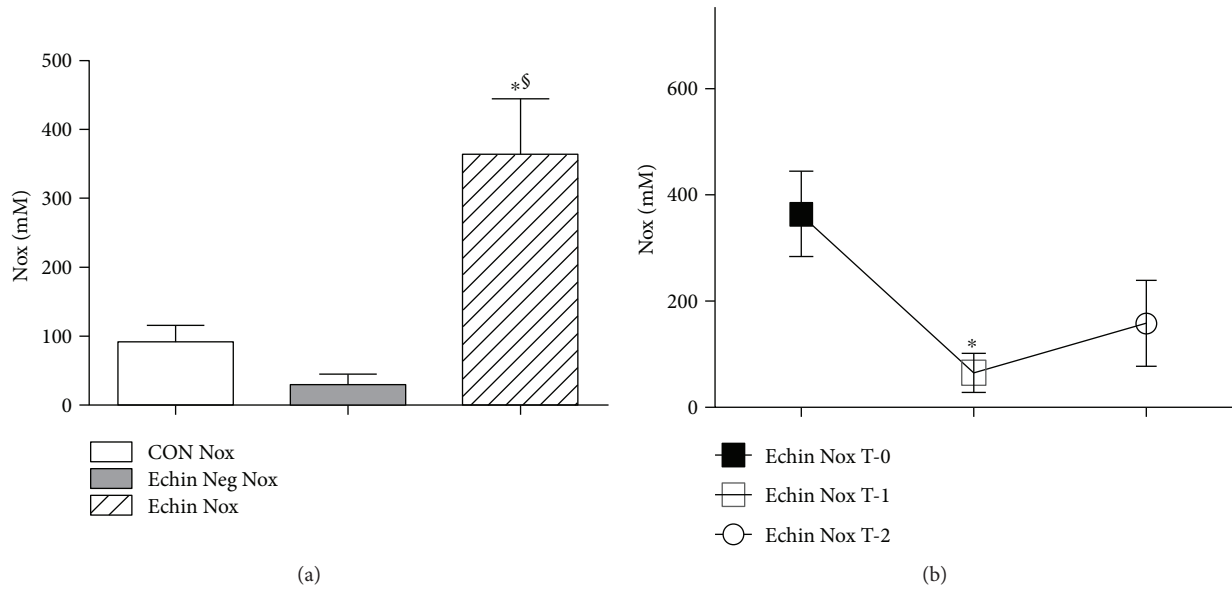 500
400
300
200
100
0
Nox (mM)
*§
CON Nox
Echin Neg Nox
Echin Nox
(a)
600
400
200
0
Nox (mM)
*
Echin Nox T-0
Echin Nox T-1
Echin Nox T-2
(b)